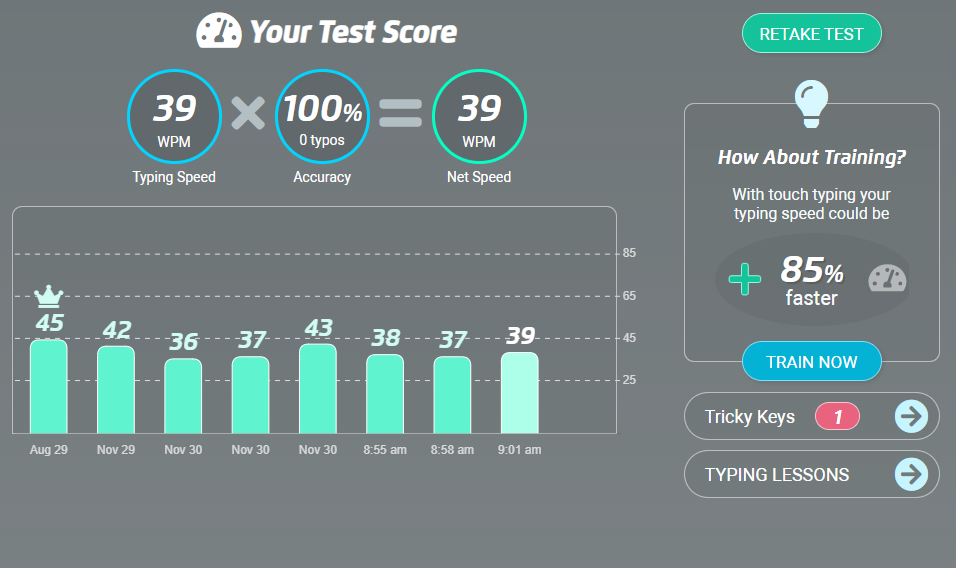 Your Test Score
39
WPM
Typing Speed
100%
0 typos
Accuracy
39
WPM
Net Speed
85
65
45
25
45
42
36
37
43
38
37
39
Aug 29
Nov 29
Nov 30
Nov 30
Nov 30
8:55 am
8:58 am
9:01 am
RETAKE TEST
How About Training?
With touch typing your
typing speed could be
85%
faster
TRAIN NOW
Tricky Keys 1
TYPING LESSONS